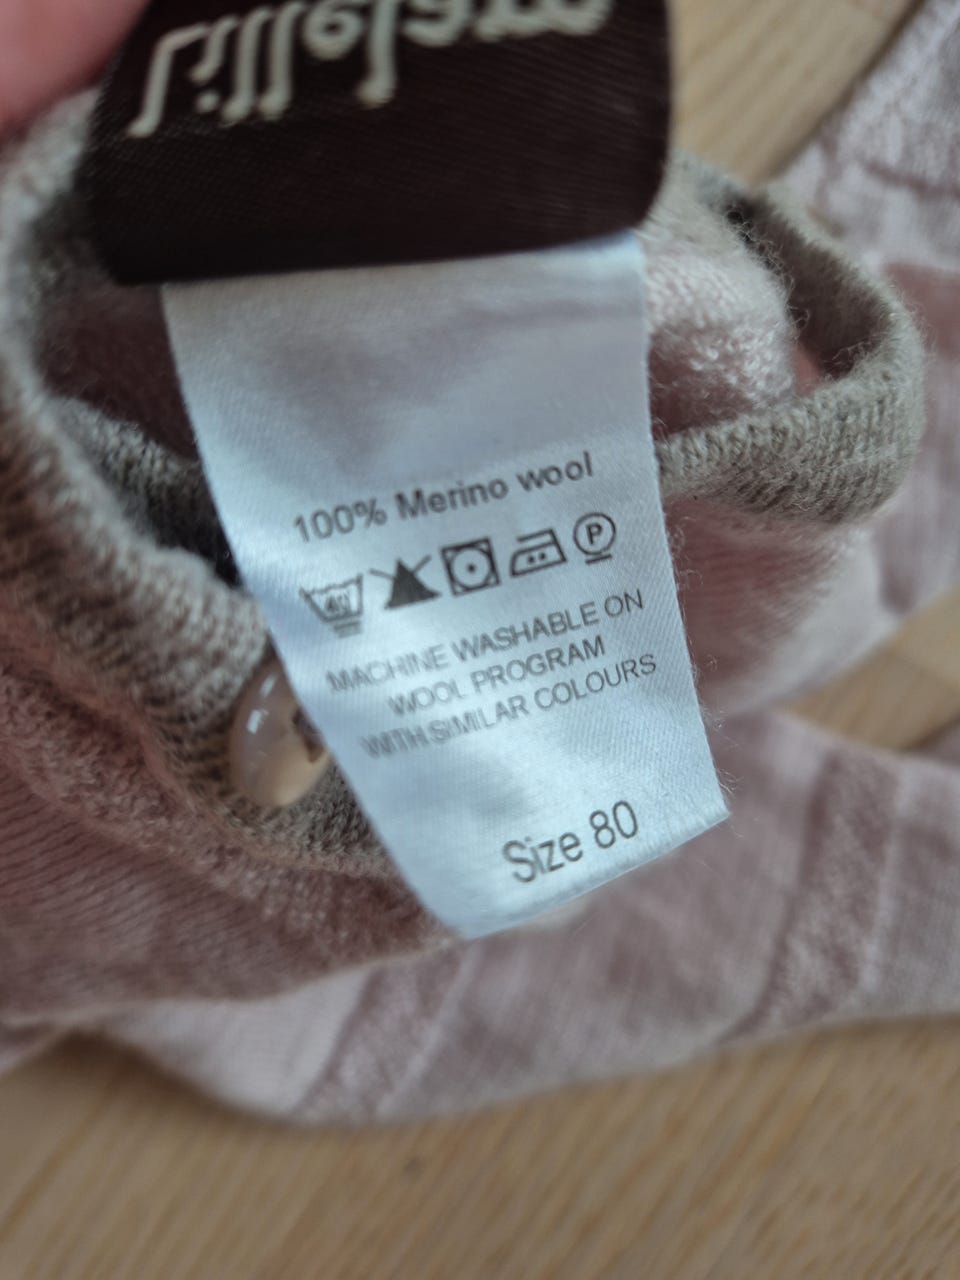 100% Merino wool
40 P
MACHINE WASHABLE ON
WOOL PROGRAM
WITH SIMILAR COLOURS
Size 80